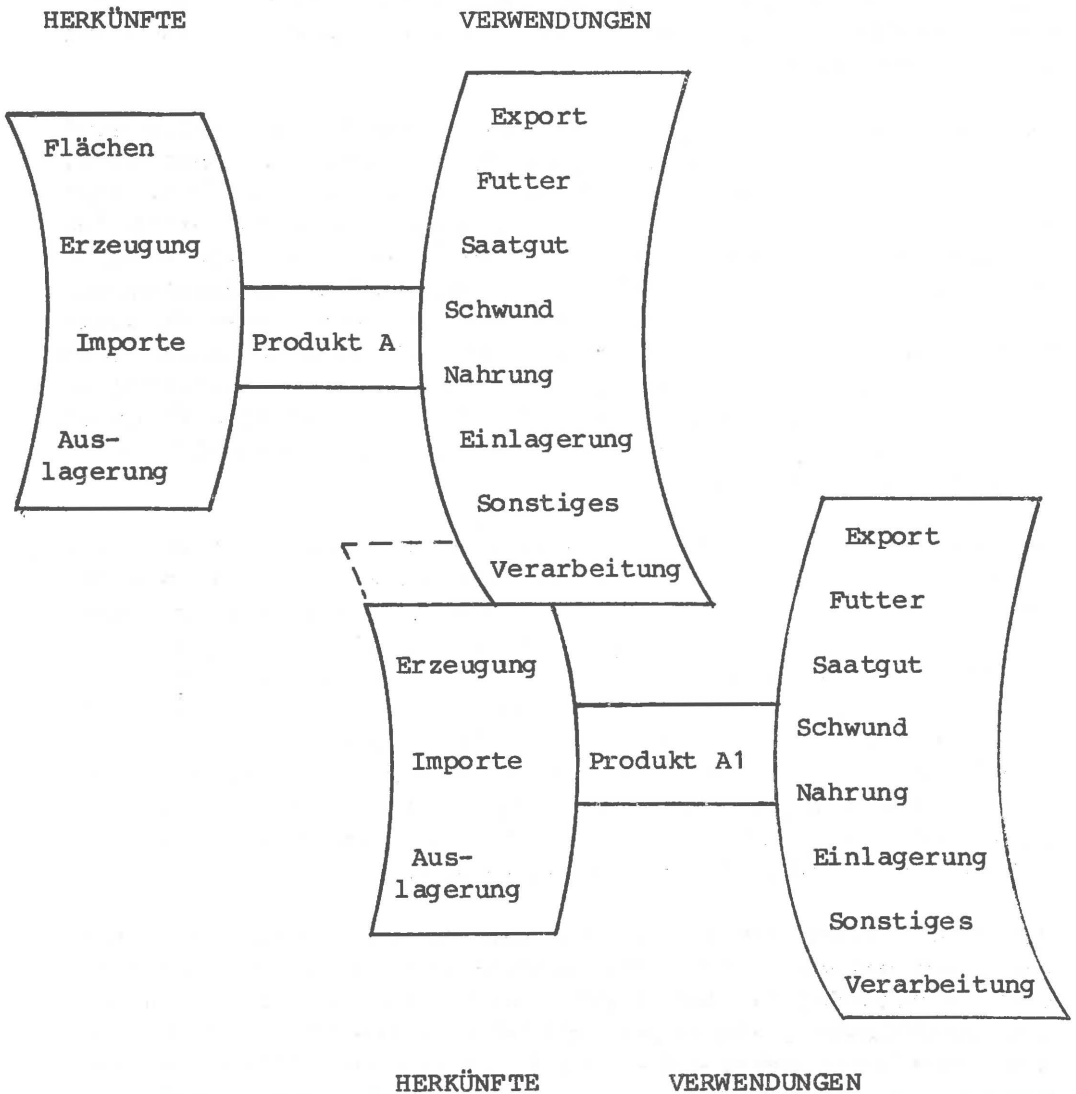 HERKÜNFTE
VERWENDUNGEN
Flächen
Erzeugung
Importe
Aus-
lagerung
Produkt A
Export
Futter
Saatgut
Schwund
Nahrung
Einlagerung
Sonstiges
Verarbeitung
Erzeugung
Importe
Aus-
lagerung
Produkt A1
Export
Futter
Saatgut
Schwund
Nahrung
Einlagerung
Sonstiges
Verarbeitung
HERKÜNFTE
VERWENDUNGEN